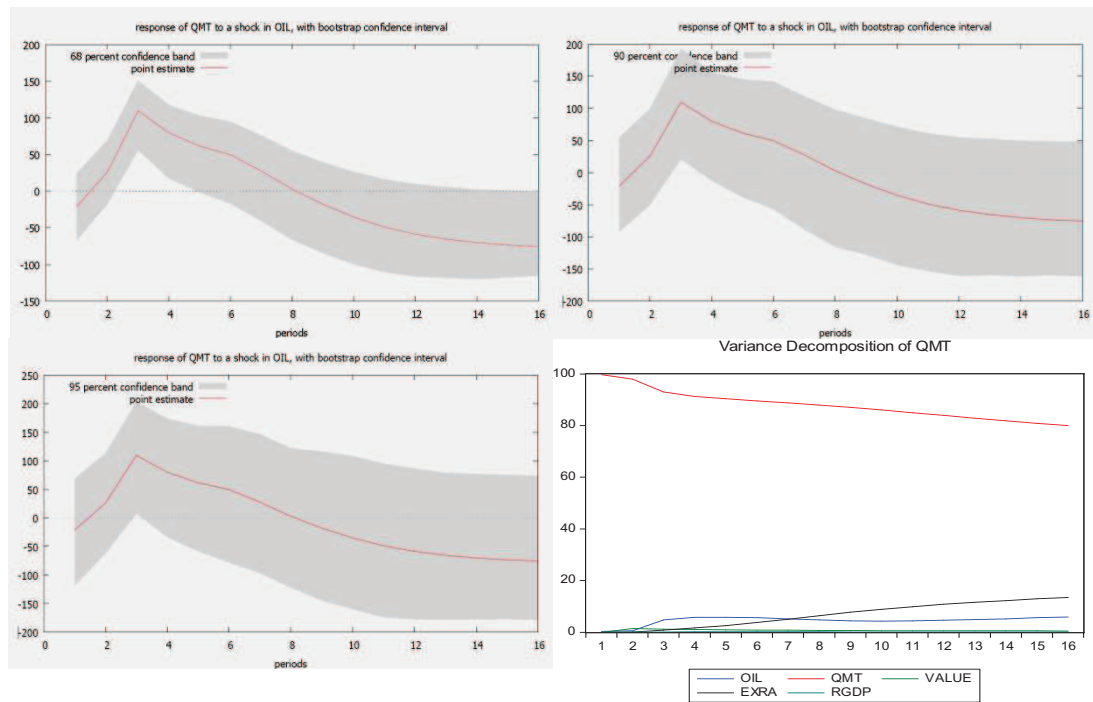 response of QMT to a shock in OIL, with bootstrap confidence interval
68 percent confidence band
point estimate
200
150
100
50
0
-50
-100
-150
0 2 4 6 8 10 12 14 16
periods
response of QMT to a shock in OIL, with bootstrap confidence interval
90 percent confidence band
point estimate
200
150
100
50
0
-50
-100
-150
-200
0 2 4 6 8 10 12 14 16
periods
response of QMT to a shock in OIL, with bootstrap confidence interval
95 percent confidence band
point estimate
250
200
150
100
50
0
-50
-100
-150
-200
0 2 4 6 8 10 12 14 16
periods
Variance Decomposition of QMT
100
80
60
40
20
0
1 2 3 4 5 6 7 8 9 10 11 12 13 14 15 16
OIL QMT VALUE
EXRA RGDP